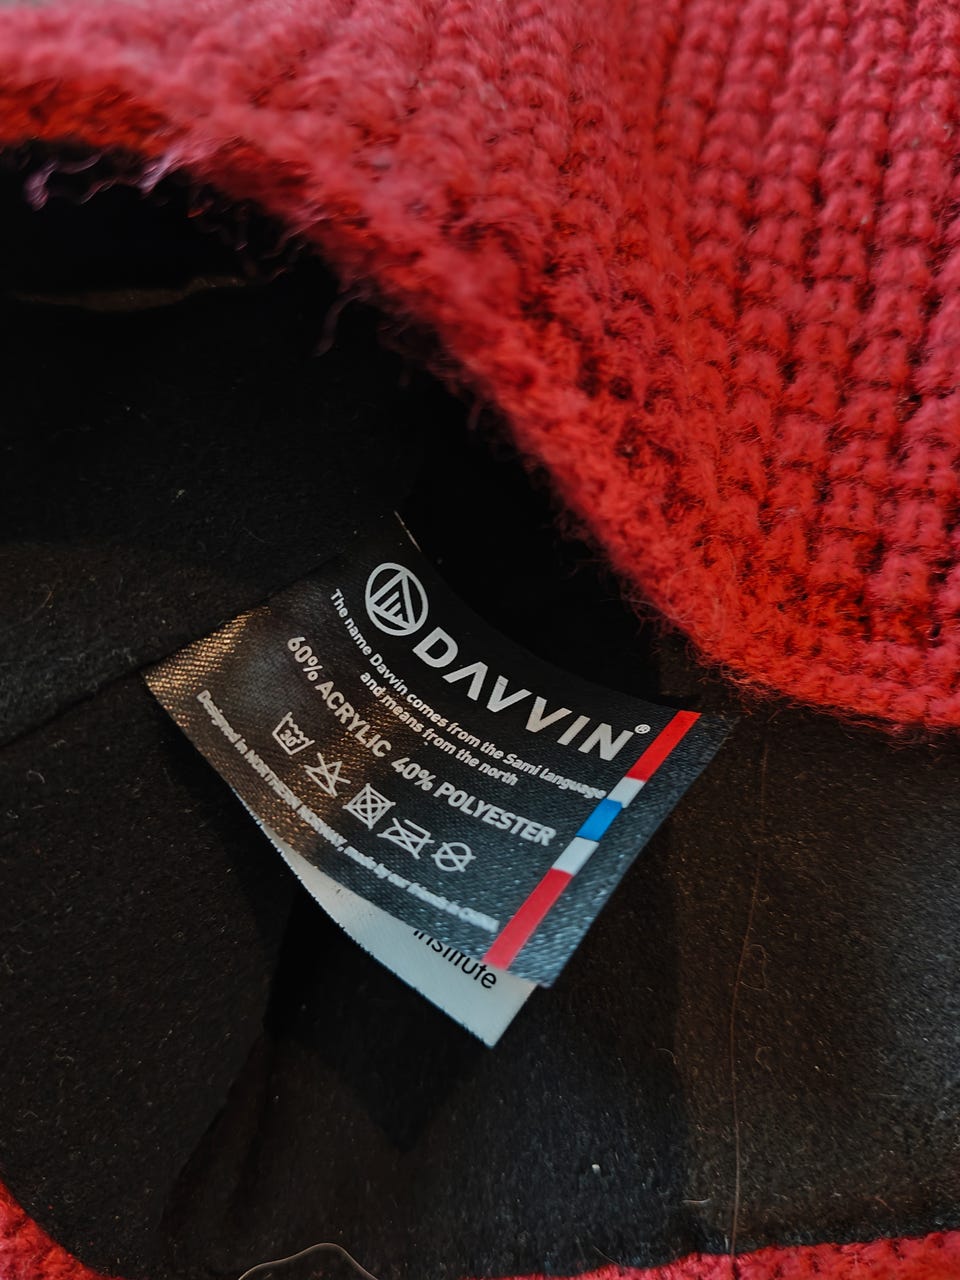 DAVVIN®
The name Davvin comes from the Sami language
and means from the north
60% ACRYLIC 40% POLYESTER
30°
Designed in NORTHERN NORWAY, made by our friends in CHINA
institute